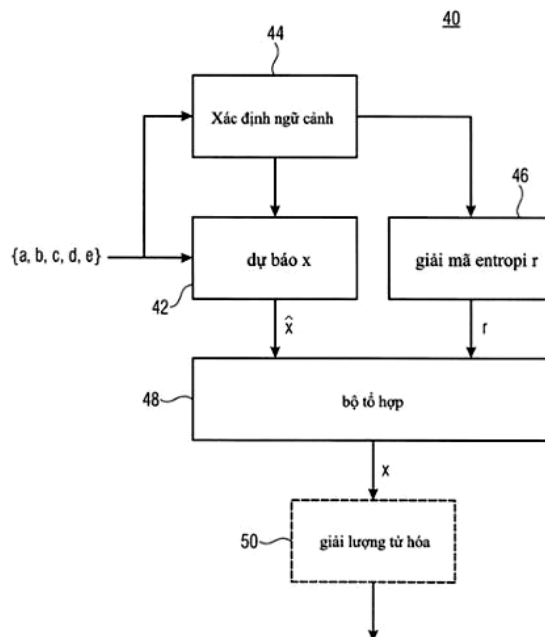 40
44
Xác định ngữ cảnh
46
{a, b, c, d, e}
dự báo x
giải mã entropi r
42
x̂
r
48
bộ tổ hợp
x
50
giải lượng tử hóa